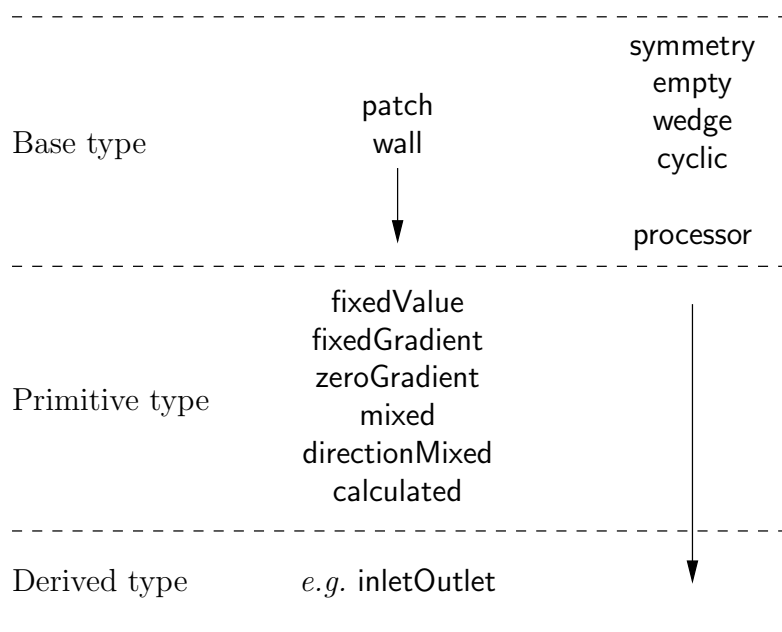 symmetry
empty
patch
wedge
Base type
wall
cyclic
processor
fixedValue
fixedGradient
zeroGradient
Primitive type
mixed
directionMixed
calculated
Derived type
e.g. inletOutlet